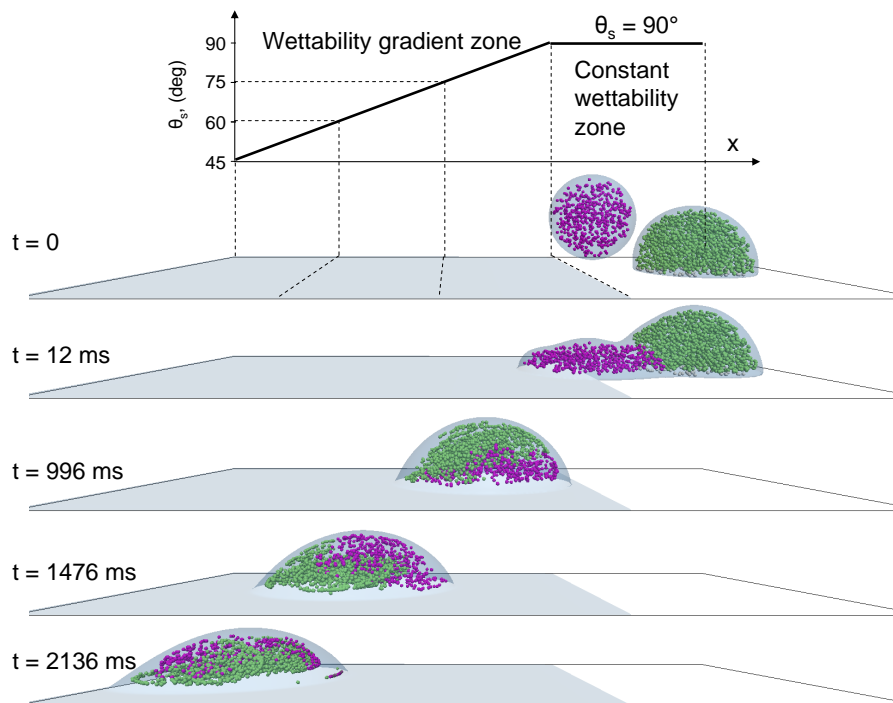 θs = 90°
Wettability gradient zone
90
Constant
wettability
zone
75
θs, (deg)
60
x
45
t = 0
t = 12 ms
t = 996 ms
t = 1476 ms
t = 2136 ms